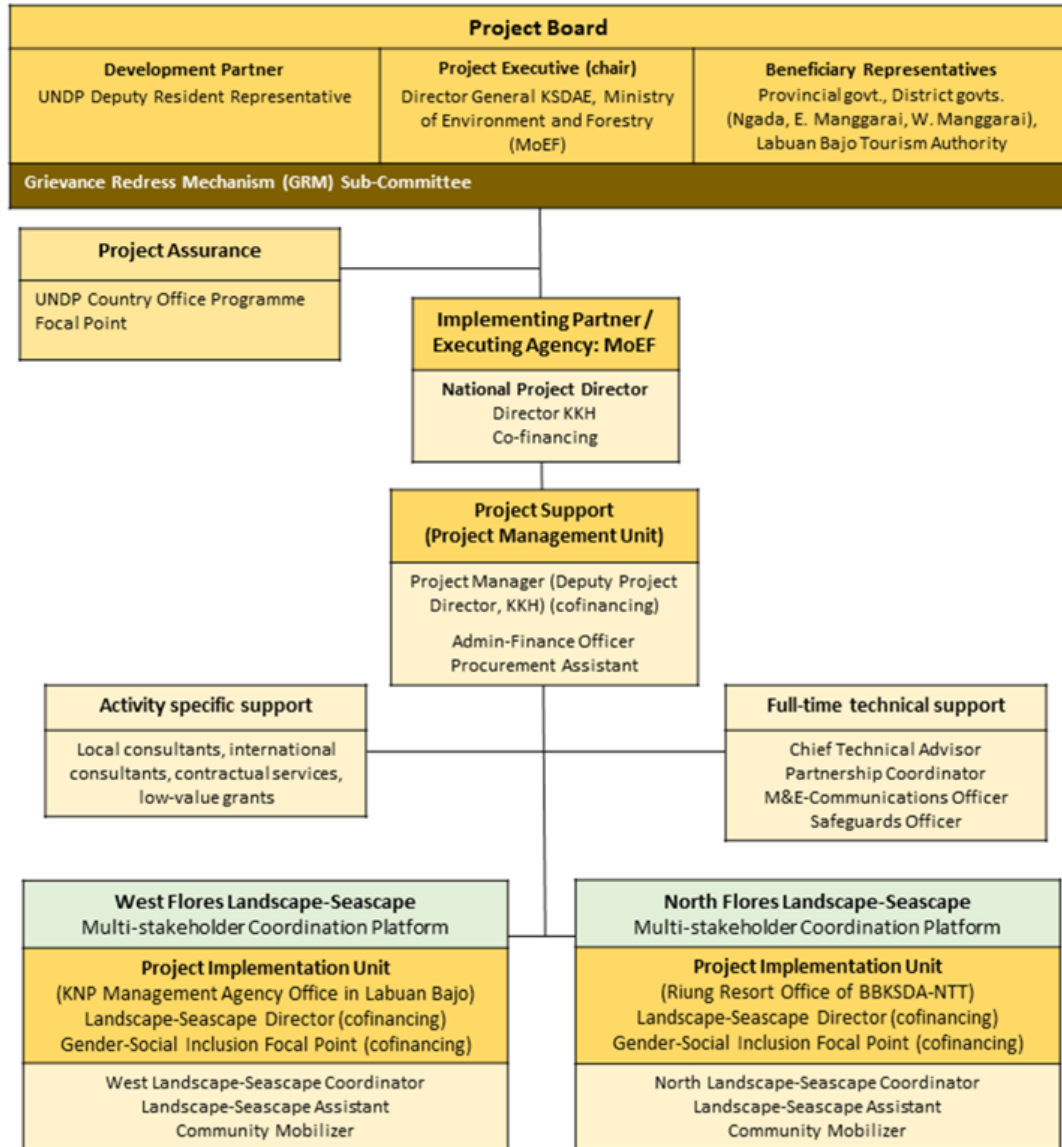 Project Board
Development Partner
UNDP Deputy Resident Representative
Project Executive (chair)
Director General KSDAE, Ministry
of Environment and Forestry
(MoEF)
Beneficiary Representatives
Provincial govt., District govts.
(Ngada, E. Manggarai, W. Manggarai),
Labuan Bajo Tourism Authority
Grievance Redress Mechanism (GRM) Sub-Committee
Project Assurance
UNDP Country Office Programme
Focal Point
Implementing Partner /
Executing Agency: MoEF
National Project Director
Director KKH
Co-financing
Project Support
(Project Management Unit)
Project Manager (Deputy Project
Director, KKH) (cofinancing)
Admin-Finance Officer
Procurement Assistant
Activity specific support
Local consultants, international
consultants, contractual services,
low-value grants
Full-time technical support
Chief Technical Advisor
Partnership Coordinator
M&E-Communications Officer
Safeguards Officer
West Flores Landscape-Seascape
Multi-stakeholder Coordination Platform
Project Implementation Unit
(KNP Management Agency Office in Labuan Bajo)
Landscape-Seascape Director (cofinancing)
Gender-Social Inclusion Focal Point (cofinancing)
West Landscape-Seascape Coordinator
Landscape-Seascape Assistant
Community Mobilizer
North Flores Landscape-Seascape
Multi-stakeholder Coordination Platform
Project Implementation Unit
(Riung Resort Office of BBKSDA-NTT)
Landscape-Seascape Director (cofinancing)
Gender-Social Inclusion Focal Point (cofinancing)
North Landscape-Seascape Coordinator
Landscape-Seascape Assistant
Community Mobilizer